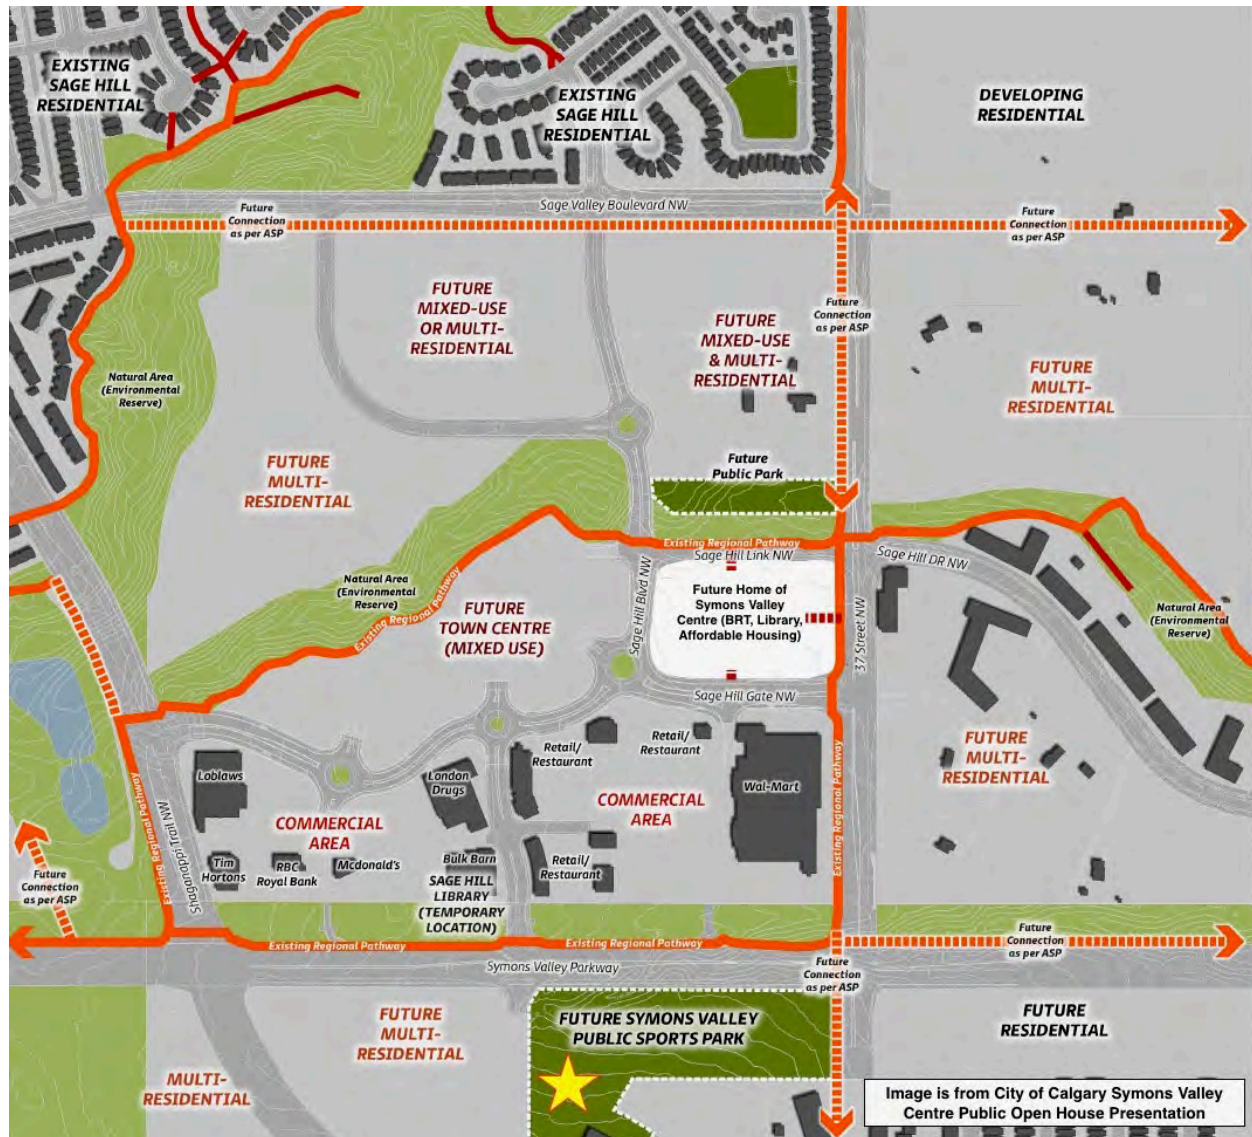 EXISTING
SAGE HILL
RESIDENTIAL
EXISTING
SAGE HILL
RESIDENTIAL
DEVELOPING
RESIDENTIAL
Sage Valley Boulevard NW
Future
Connection
as per ASP
Future
Connection
as per ASP
FUTURE
MIXED-USE
OR MULTI-
RESIDENTIAL
FUTURE
MIXED-USE
& MULTI-
RESIDENTIAL
Future
Connection
as per ASP
Natural Area
(Environmental
Reserve)
FUTURE
MULTI-
RESIDENTIAL
FUTURE
MULTI-
RESIDENTIAL
Future
Public Park
Existing Regional Pathway
Sage Hill Link NW
Sage Hill DR NW
Natural Area
(Environmental
Reserve)
Existing Regional Pathway
FUTURE
TOWN CENTRE
(MIXED USE)
Sage Hill Blvd NW
Future Home of
Symons Valley
Centre (BRT, Library,
Affordable Housing)
37 Street NW
Natural Area
(Environmental
Reserve)
Sage Hill Gate NW
Loblaws
London
Drugs
Retail/
Restaurant
Retail/
Restaurant
Wal-Mart
FUTURE
MULTI-
RESIDENTIAL
COMMERCIAL
AREA
COMMERCIAL
AREA
Existing Regional Pathway
Shaganappi Trail NW
Existing Regional Pathway
Tim
Hortons
RBC
Royal Bank
Mcdonald's
Bulk Barn
SAGE HILL
LIBRARY
(TEMPORARY
LOCATION)
Retail/
Restaurant
Future
Connection
as per ASP
Existing Regional Pathway
Existing Regional Pathway
Future
Connection
as per ASP
Symons Valley Parkway
Future
Connection
as per ASP
FUTURE
MULTI-
RESIDENTIAL
FUTURE SYMONS VALLEY
PUBLIC SPORTS PARK
FUTURE
RESIDENTIAL
MULTI-
RESIDENTIAL
Image is from City of Calgary Symons Valley
Centre Public Open House Presentation